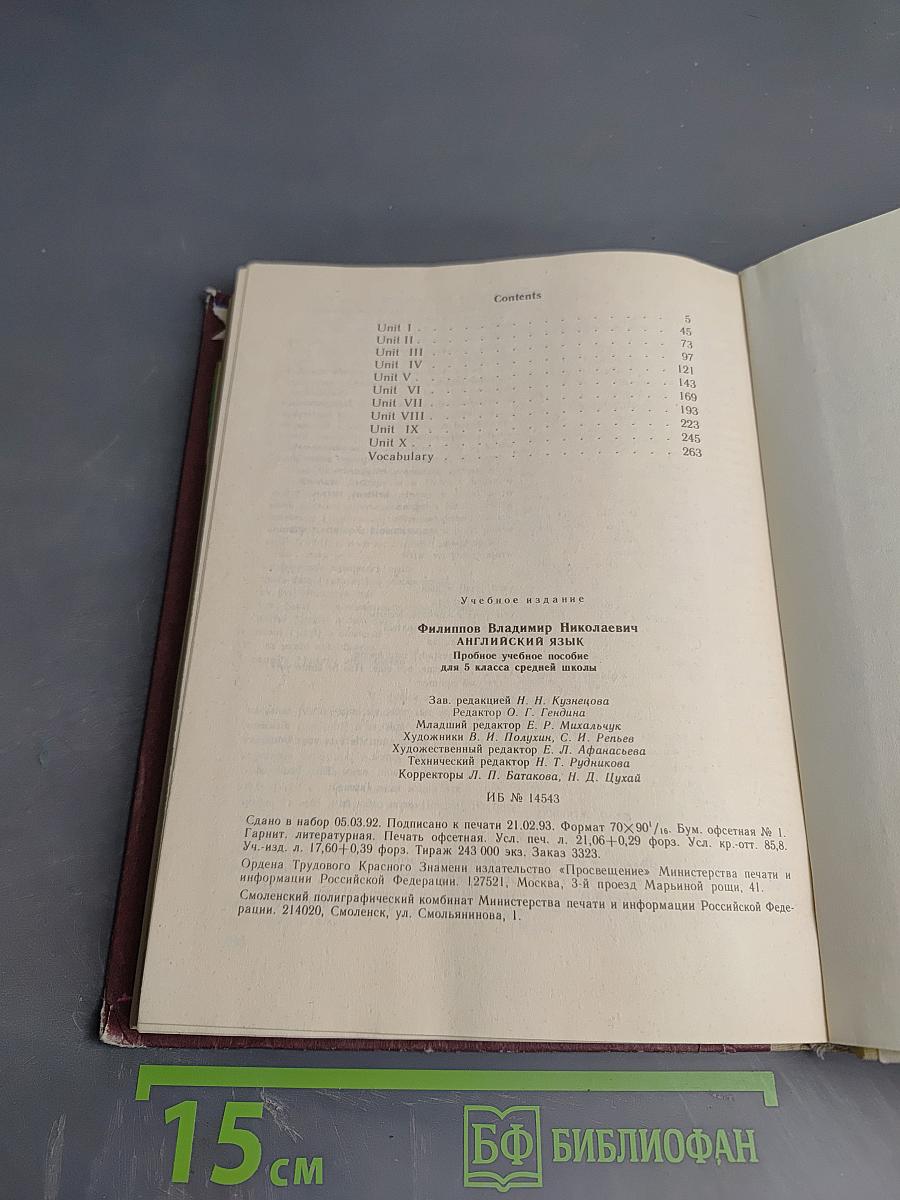 Contents
Unit I . . . . . . . . . . . . . . . . . 5
Unit II . . . . . . . . . . . . . . . . . 45
Unit III . . . . . . . . . . . . . . . . . 73
Unit IV . . . . . . . . . . . . . . . . . 97
Unit V . . . . . . . . . . . . . . . . . 121
Unit VI . . . . . . . . . . . . . . . . . 143
Unit VII . . . . . . . . . . . . . . . . . 169
Unit VIII . . . . . . . . . . . . . . . . . 193
Unit IX . . . . . . . . . . . . . . . . . 223
Unit X . . . . . . . . . . . . . . . . . 245
Vocabulary . . . . . . . . . . . . . . . . . 263
Учебное издание
Филиппов Владимир Николаевич
АНГЛИЙСКИЙ ЯЗЫК
Пробное учебное пособие
для 5 класса средней школы
Зав. редакцией Н. Н. Кузнецова
Редактор О. Г. Гендина
Младший редактор Е. Р. Михальчук
Художники В. И. Полухин, С. И. Репьев
Художественный редактор Е. Л. Афанасьева
Технический редактор Н. Т. Рудникова
Корректоры Л. П. Батакова, Н. Д. Цухай
ИБ № 14543
Сдано в набор 05.03.92. Подписано к печати 21.02.93. Формат 70×90¹/₁₆. Бум. офсетная № 1.
Гарнит. литературная. Печать офсетная. Усл. печ. л. 21,06+0,29 форз. Усл. кр.-отт. 85,8.
Уч.-изд. л. 17,60+0,39 форз. Тираж 243 000 экз. Заказ 3323.
Ордена Трудового Красного Знамени издательство «Просвещение» Министерства печати и
информации Российской Федерации. 127521, Москва, 3-й проезд Марьиной рощи, 41.
Смоленский полиграфический комбинат Министерства печати и информации Российской Феде-
рации. 214020, Смоленск, ул. Смольянинова, 1.
15 см
БФ БИБЛИОФАН